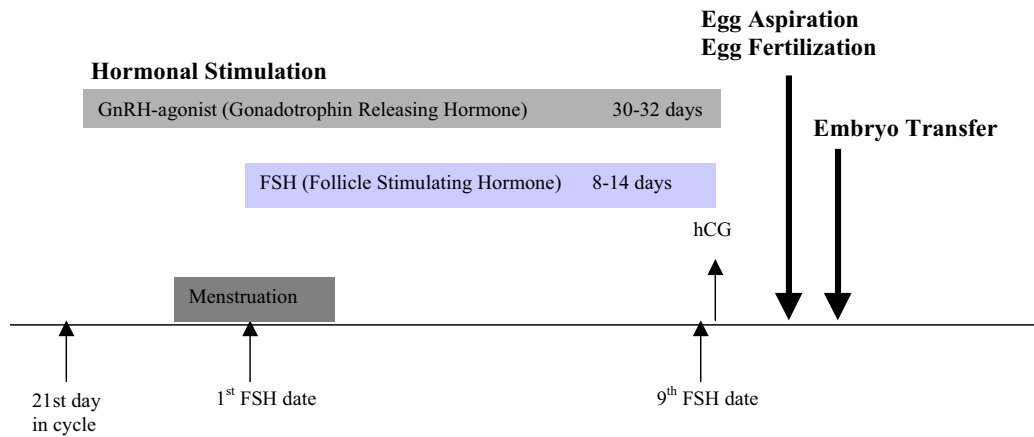 Egg Aspiration
Egg Fertilization
Hormonal Stimulation
GnRH-agonist (Gonadotrophin Releasing Hormone) 30-32 days
Embryo Transfer
FSH (Follicle Stimulating Hormone) 8-14 days
hCG
Menstruation
21st day
in cycle
1st FSH date
9th FSH date